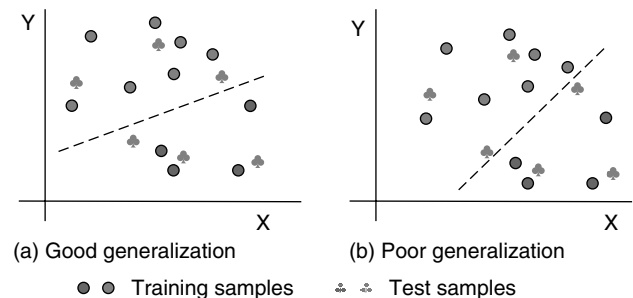 Y
X
Y
X
(a) Good generalization
(b) Poor generalization
Training samples
Test samples